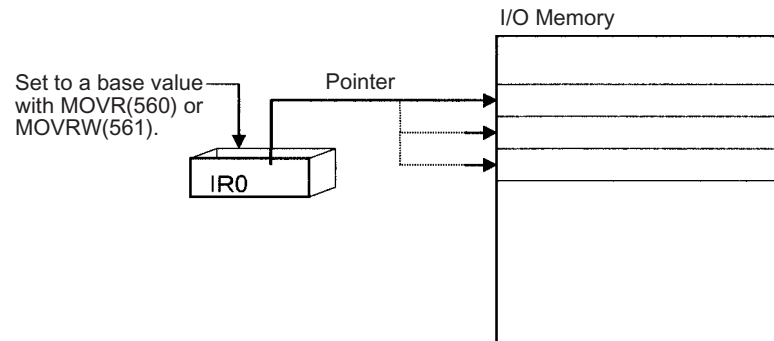 I/O Memory
Set to a base value
with MOVR(560) or
MOVRW(561).
Pointer
IR0